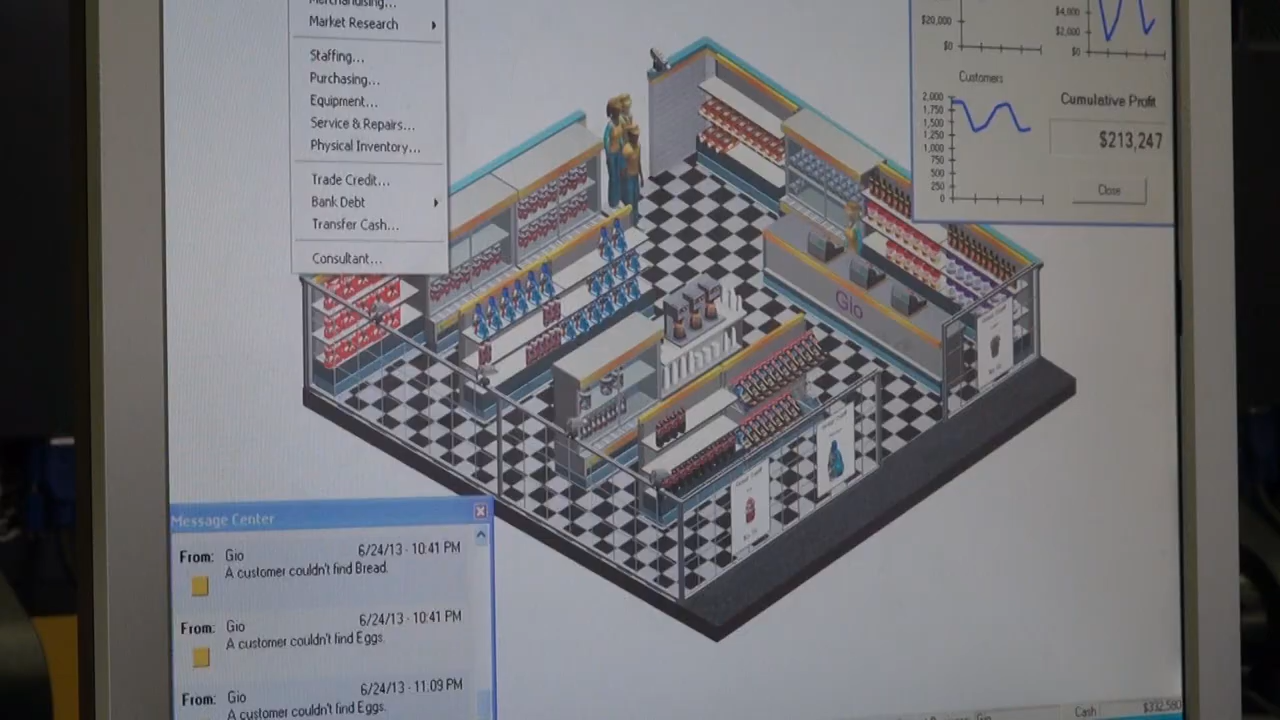 Merchandising...
Market Research
Staffing...
Purchasing...
Equipment...
Service & Repairs...
Physical Inventory...
Trade Credit...
Bank Debt
Transfer Cash...
Consultant...
$20,000
$0
$4,000
$2,000
$0
Customers
2,000
1,750
1,500
1,250
1,000
750
500
250
0
Cumulative Profit
$213,247
Close
Glo
Message Center
From: Gio 6/24/13 - 10:41 PM
A customer couldn't find Bread.
From: Gio 6/24/13 - 10:41 PM
A customer couldn't find Eggs.
From: Gio 6/24/13 - 11:09 PM
A customer couldn't find Eggs.
Gio
Cash $332,580